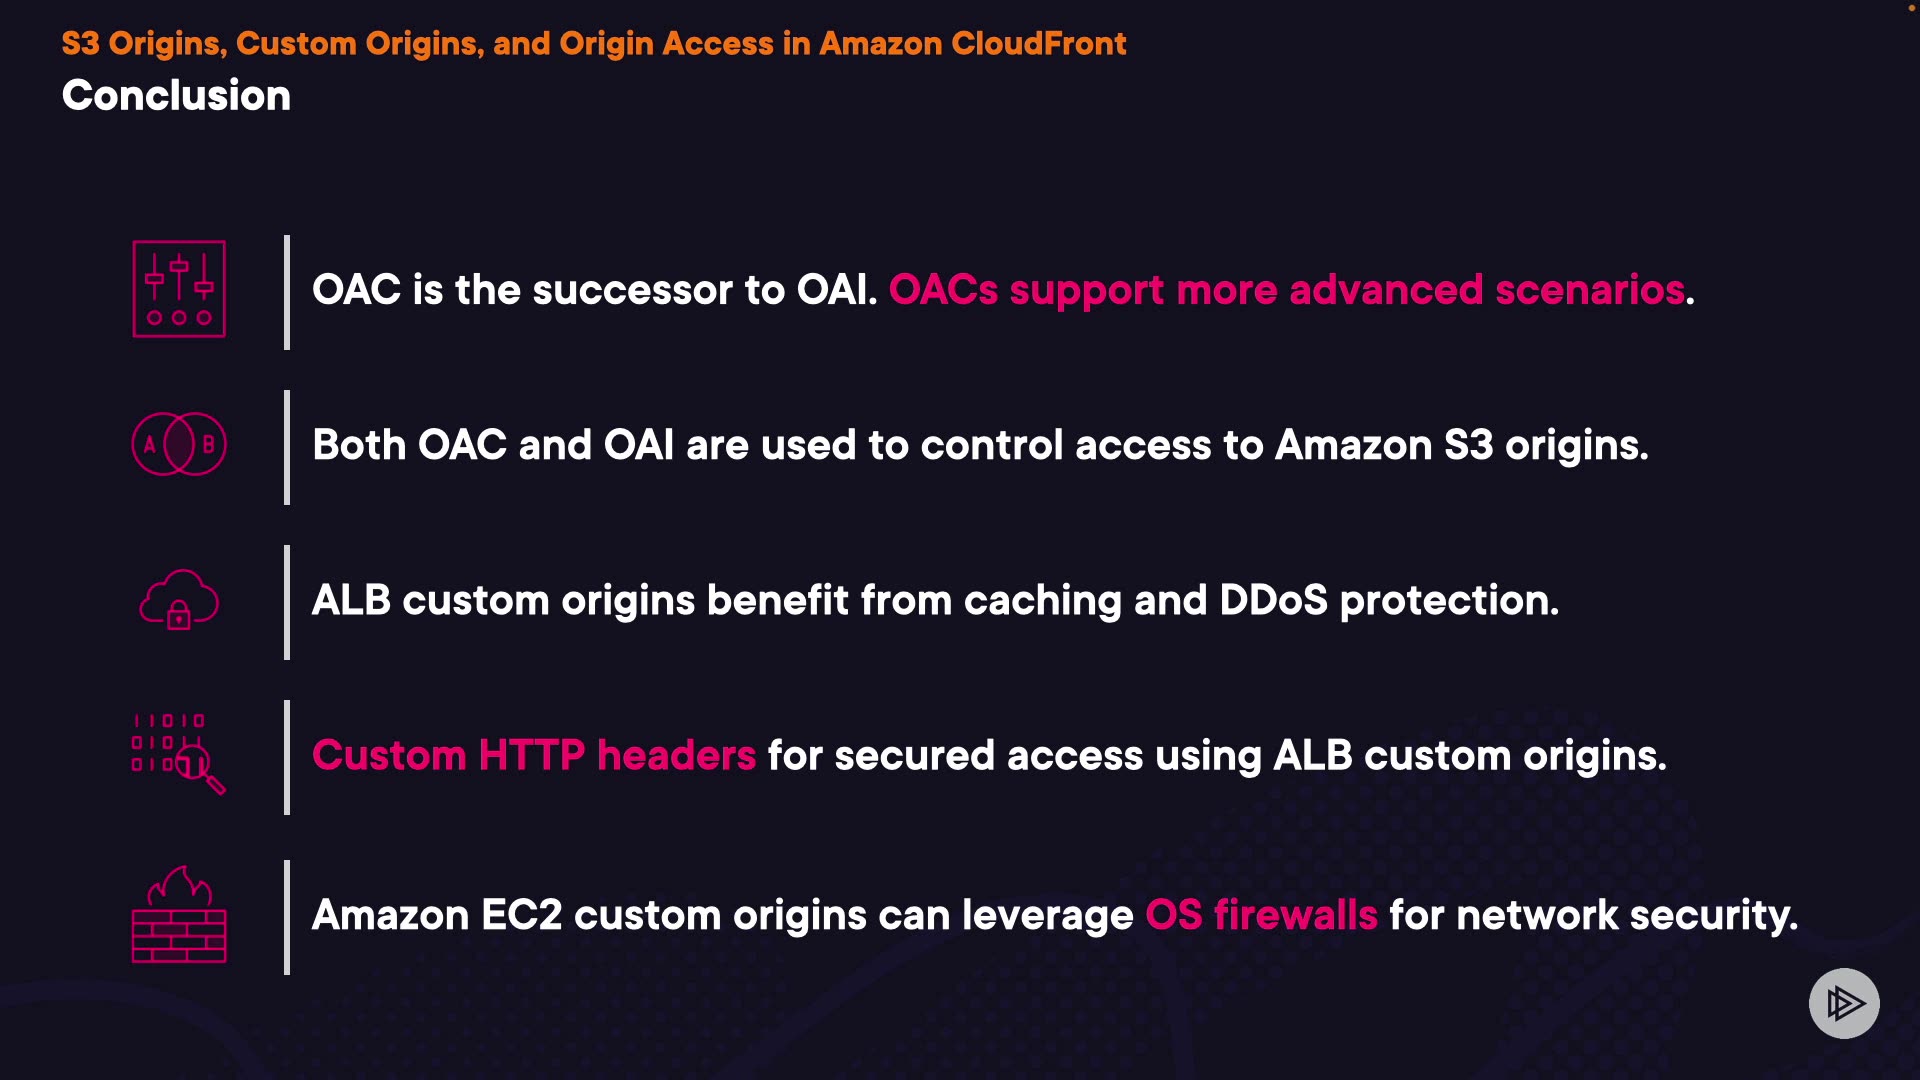 S3 Origins, Custom Origins, and Origin Access in Amazon CloudFront
Conclusion
OAC is the successor to OAI. OACs support more advanced scenarios.
A B
Both OAC and OAI are used to control access to Amazon S3 origins.
ALB custom origins benefit from caching and DDoS protection.
Custom HTTP headers for secured access using ALB custom origins.
Amazon EC2 custom origins can leverage OS firewalls for network security.